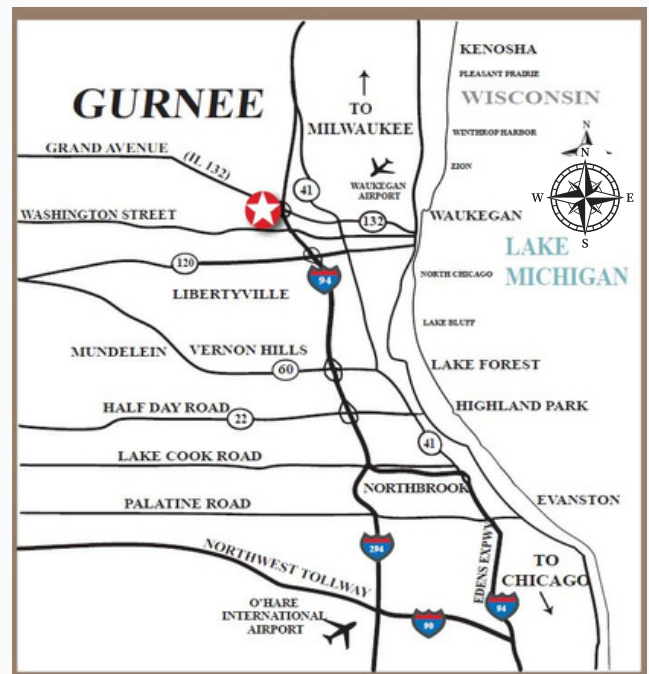 KENOSHA
PLEASANT PRAIRIE
GURNEE
WISCONSIN
TO
MILWAUKEE
WINTHROP HARBOR
N
N
GRAND AVENUE
(IL 132)
ZION
WAUKEGAN
AIRPORT
41
W
E
WASHINGTON STREET
132
WAUKEGAN
S
LAKE
MICHIGAN
120
94
NORTH CHICAGO
LIBERTYVILLE
LAKE BLUFF
MUNDELEIN
VERNON HILLS
60
LAKE FOREST
HALF DAY ROAD
22
HIGHLAND PARK
41
LAKE COOK ROAD
NORTHBROOK
PALATINE ROAD
EVANSTON
294
NORTHWEST TOLLWAY
EDENS EXPWY
TO
CHICAGO
O'HARE
INTERNATIONAL
AIRPORT
94
90